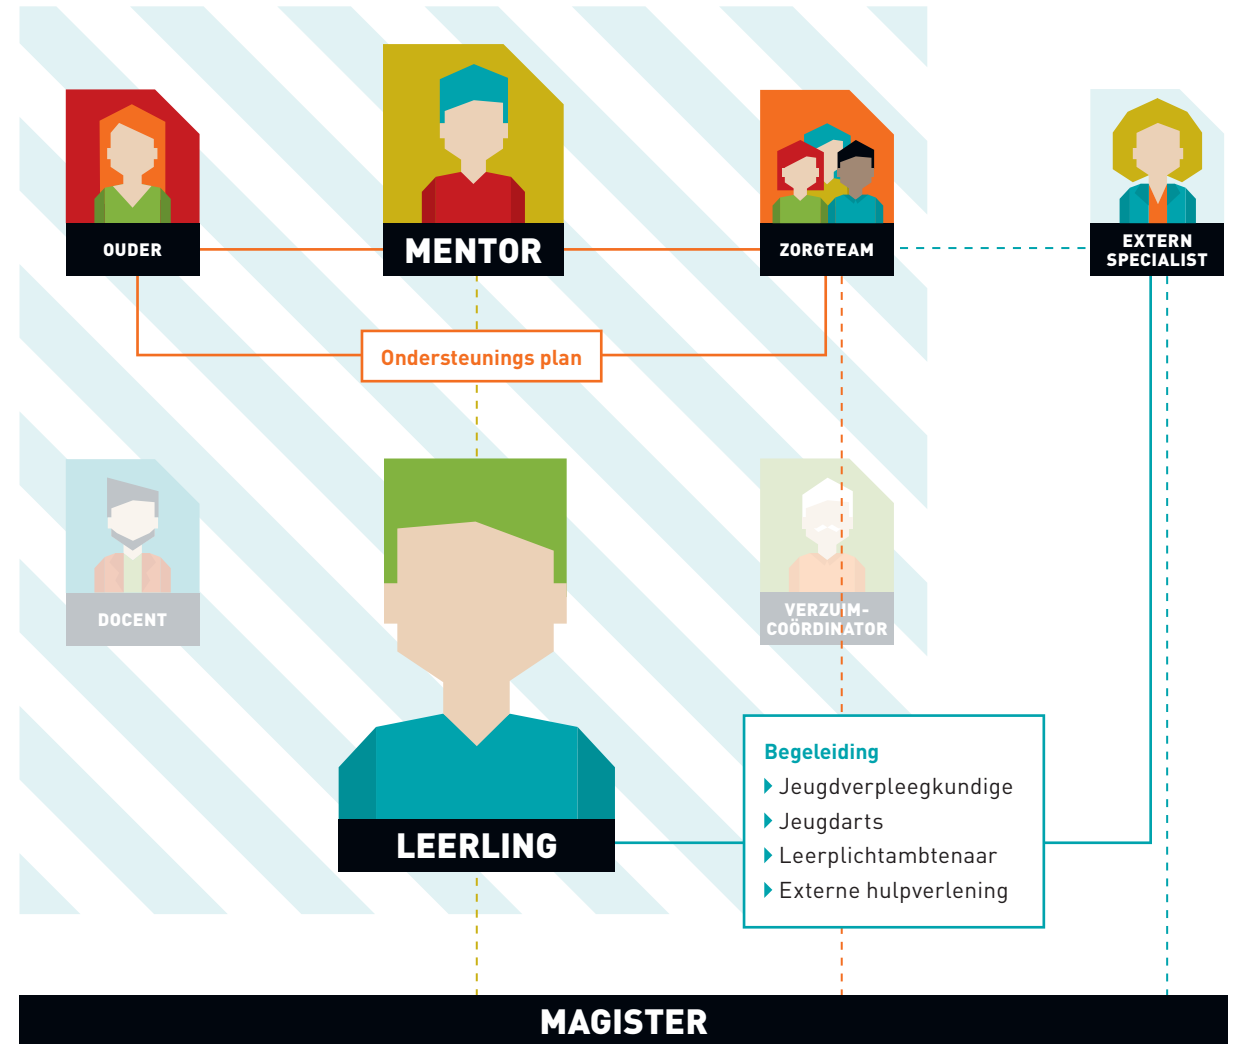 OUDER
MENTOR
ZORGTEAM
EXTERN
SPECIALIST
Ondersteunings plan
DOCENT
VERZUIM-
COÖRDINATOR
LEERLING
Begeleiding
Jeugdverpleegkundige
Jeugdarts
Leerplichtambtenaar
Externe hulpverlening
MAGISTER